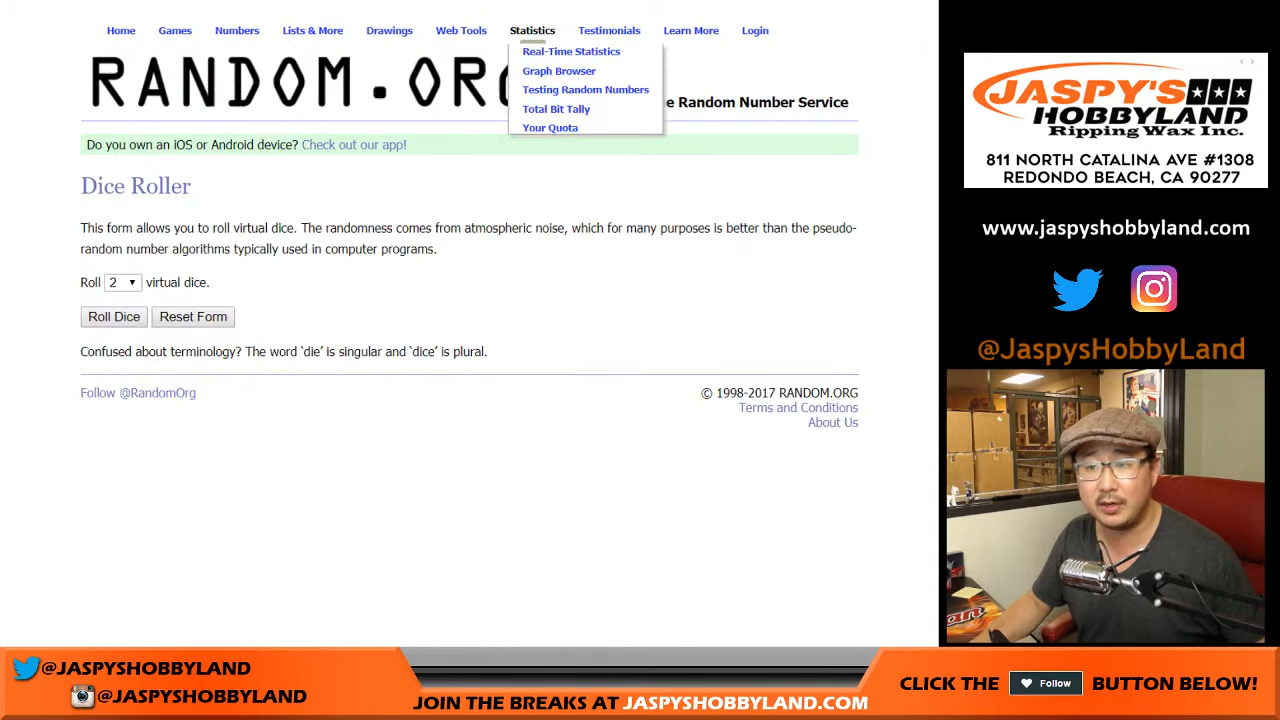 Home Games Numbers Lists & More Drawings Web Tools Statistics Testimonials Learn More Login
Real-Time Statistics
Graph Browser
Testing Random Numbers
Total Bit Tally
Your Quota
RANDOM.ORG
e Random Number Service
Do you own an iOS or Android device? Check out our app!
Dice Roller
This form allows you to roll virtual dice. The randomness comes from atmospheric noise, which for many purposes is better than the pseudo-
random number algorithms typically used in computer programs.
Roll 2 virtual dice.
Roll Dice Reset Form
Confused about terminology? The word ‘die’ is singular and ‘dice’ is plural.
Follow @RandomOrg
© 1998-2017 RANDOM.ORG
Terms and Conditions
About Us
JASPY'S
HOBBYLAND
Ripping Wax Inc.
811 NORTH CATALINA AVE #1308
REDONDO BEACH, CA 90277
www.jaspyshobbyland.com
@JaspysHobbyLand
@JASPYSHOBBYLAND
@JASPYSHOBBYLAND
JOIN THE BREAKS AT JASPYSHOBBYLAND.COM
CLICK THE Follow BUTTON BELOW!